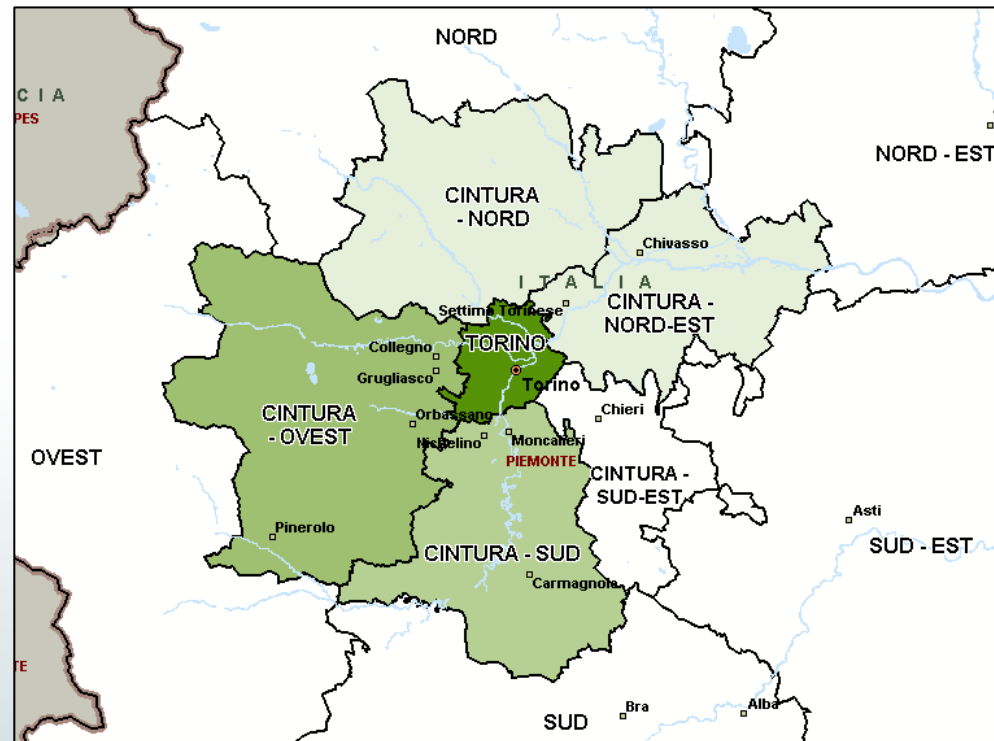 NORD
CIA
PES
NORD - EST
CINTURA
- NORD
Chivasso
ITALIA
CINTURA -
NORD-EST
Settimo Torinese
TORINO
Collegno
Grugliasco
Torino
Orbassano
Chieri
CINTURA
- OVEST
Nichelino
Moncalieri
PIEMONTE
OVEST
CINTURA -
SUD-EST
Asti
Pinerolo
SUD - EST
CINTURA - SUD
Carmagnola
TE
Bra
Alba
SUD